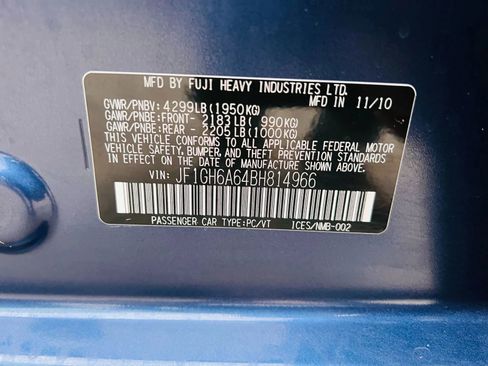 MFD BY FUJI HEAVY INDUSTRIES LTD.
GVWR/PNBV: 4299LB(1950KG) MFD IN 11/10
GAWR/PNBE:FRONT- 2183LB( 990KG)
GAWR/PNBE:REAR - 2205LB(1000KG)
THIS VEHICLE CONFORMS TO ALL APPLICABLE FEDERAL MOTOR
VEHICLE SAFETY, BUMPER, AND THEFT PREVENTION
STANDARDS IN EFFECT ON THE DATE OF MANUFACTURE
SHOWN ABOVE.
VIN: JF1GH6A64BH814966
PASSENGER CAR TYPE:PC/VT ICES/NMB-002